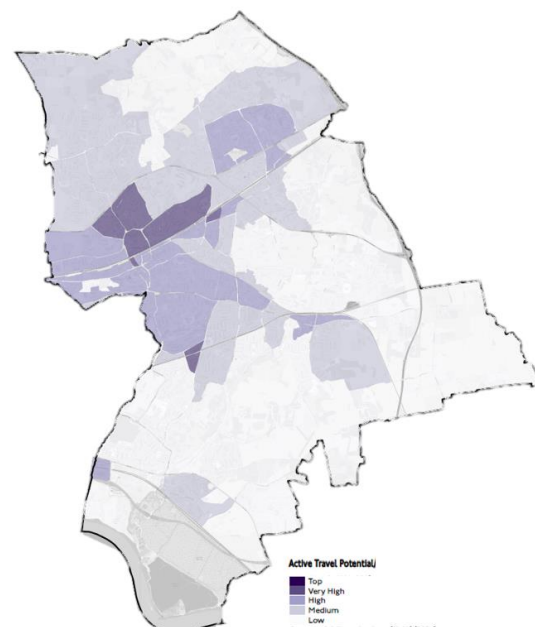 Active Travel Potential
Top
Very High
High
Medium
Low